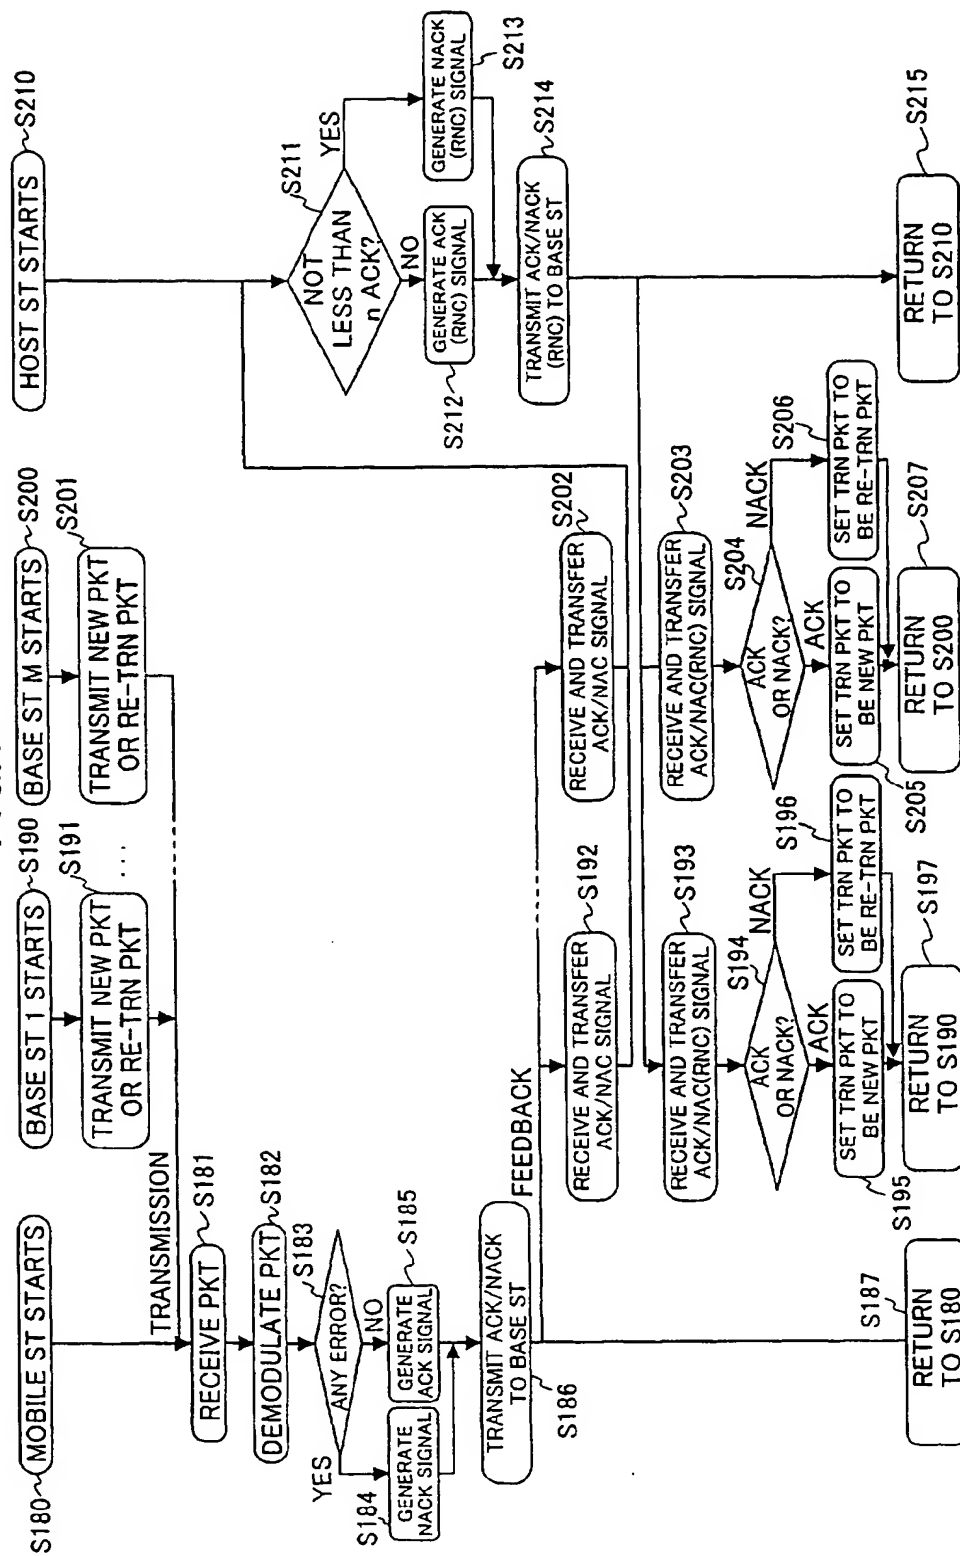 S180
MOBILE ST STARTS
TRANSMISSION
RECEIVE PKT
S181
DEMODULATE PKT
S182
ANY ERROR?
S183
YES
NO
GENERATE
NACK SIGNAL
S184
GENERATE
ACK SIGNAL
S185
TRANSMIT ACK/NACK
TO BASE ST
S186
FEEDBACK
RETURN
TO S180
S187
BASE ST 1 STARTS
S190
TRANSMIT NEW PKT
OR RE-TRN PKT
S191
. . .
RECEIVE AND TRANSFER
ACK/NAC SIGNAL
S192
RECEIVE AND TRANSFER
ACK/NAC(RNC) SIGNAL
S193
ACK
OR NACK?
S194
NACK
ACK
SET TRN PKT TO
BE NEW PKT
S195
SET TRN PKT TO
BE RE-TRN PKT
S196
RETURN
TO S190
S197
BASE ST M STARTS
S200
TRANSMIT NEW PKT
OR RE-TRN PKT
S201
RECEIVE AND TRANSFER
ACK/NAC SIGNAL
S202
RECEIVE AND TRANSFER
ACK/NAC(RNC) SIGNAL
S203
ACK
OR NACK?
S204
NACK
ACK
SET TRN PKT TO
BE NEW PKT
S205
SET TRN PKT TO
BE RE-TRN PKT
S206
RETURN
TO S200
S207
HOST ST STARTS
S210
NOT
LESS THAN
n ACK?
S211
YES
NO
GENERATE ACK
(RNC) SIGNAL
S212
GENERATE NACK
(RNC) SIGNAL
S213
TRANSMIT ACK/NACK
(RNC) TO BASE ST
S214
RETURN
TO S210
S215